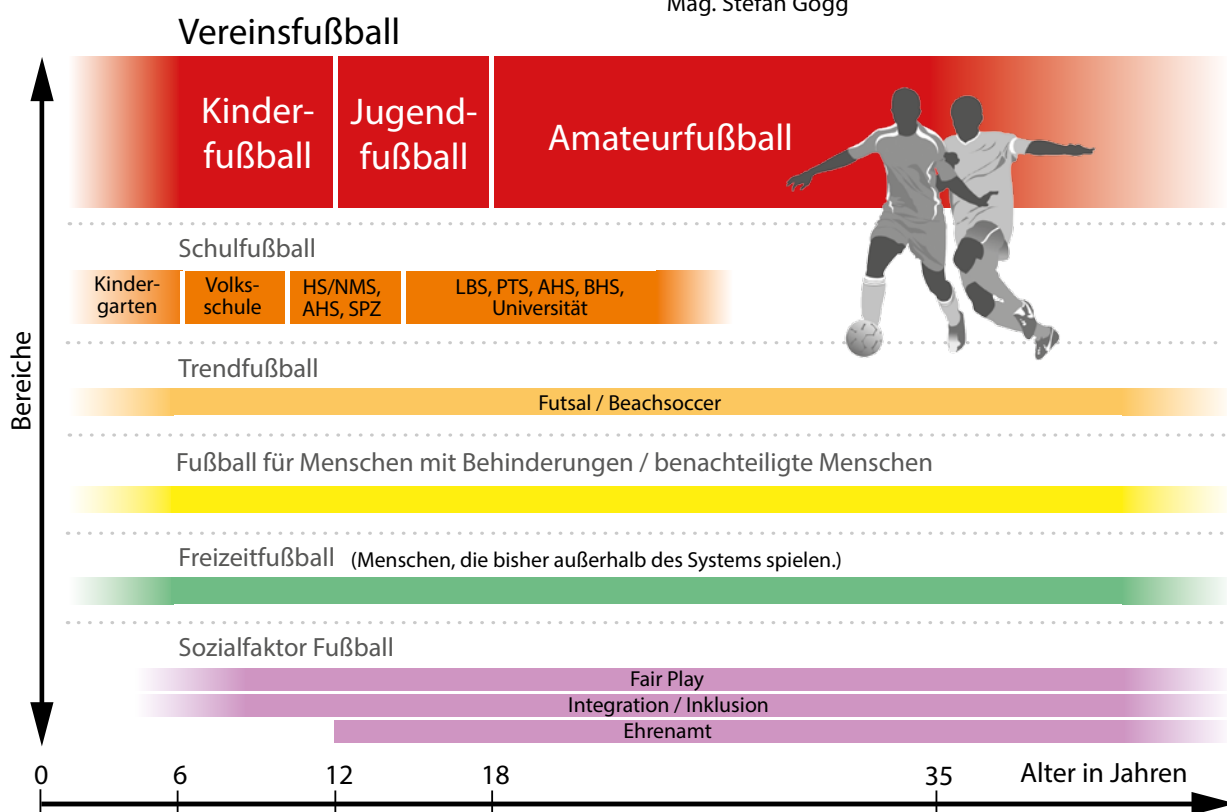 Mag. Stefan Gogg
Vereinsfußball
Kinder-
fußball
Jugend-
fußball
Amateurfußball
Schulfußball
Kinder-
garten
Volks-
schule
HS/NMS,
AHS, SPZ
LBS, PTS, AHS, BHS,
Universität
Trendfußball
Futsal / Beachsoccer
Fußball für Menschen mit Behinderungen / benachteiligte Menschen
Freizeitfußball (Menschen, die bisher außerhalb des Systems spielen.)
Sozialfaktor Fußball
Fair Play
Integration / Inklusion
Ehrenamt
Bereiche
0 6 12 18 35 Alter in Jahren